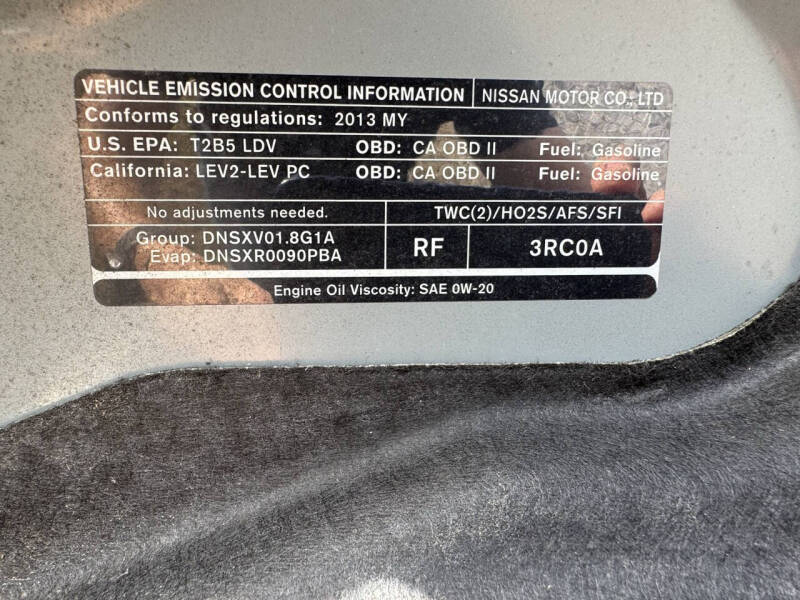 VEHICLE EMISSION CONTROL INFORMATION NISSAN MOTOR CO., LTD
Conforms to regulations: 2013 MY
U.S. EPA: T2B5 LDV OBD: CA OBD II Fuel: Gasoline
California: LEV2-LEV PC OBD: CA OBD II Fuel: Gasoline
No adjustments needed. TWC(2)/HO2S/AFS/SFI
Group: DNSXV01.8G1A
Evap: DNSXR0090PBA
RF
3RC0A
Engine Oil Viscosity: SAE 0W-20